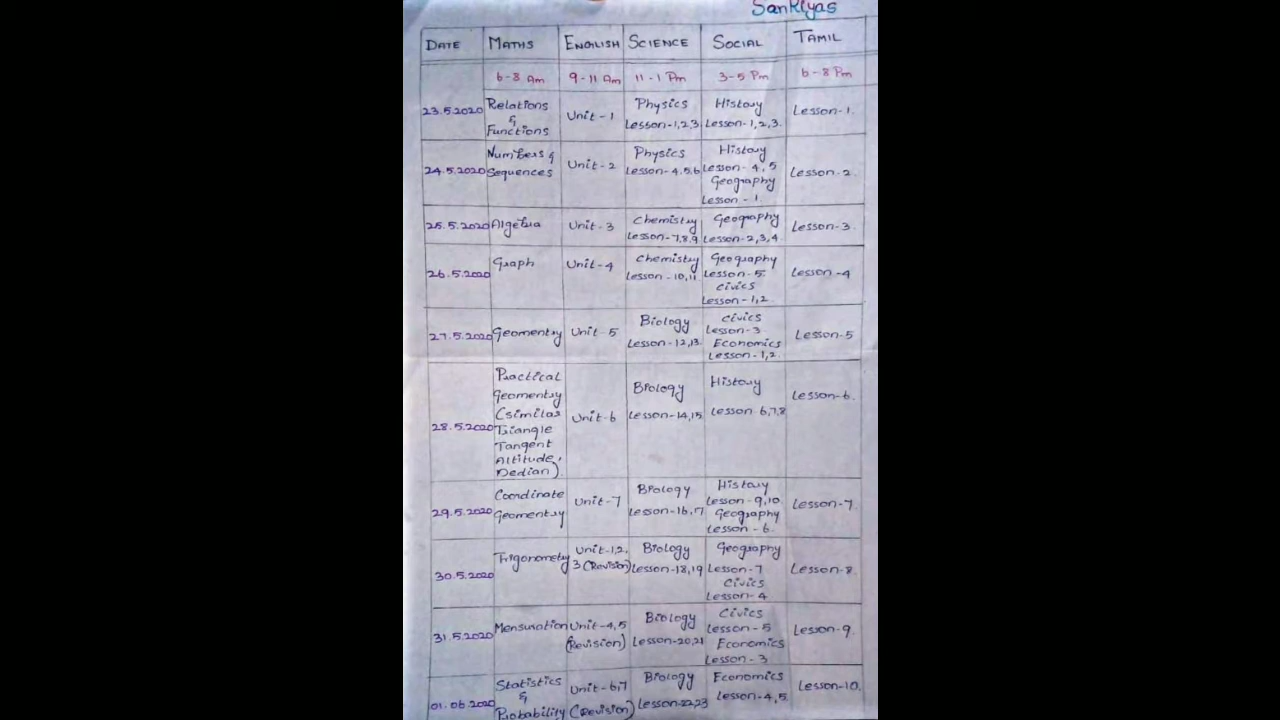 Sankiyas
DATE MATHS ENGILISH SCIENCE SOCIAL TAMIL
6-8 Am 9-11 Am 11-1 Pm 3-5 Pm 6-8 Pm
23.5.2020 Relations & Functions Unit-1 Physics Lesson-1,2,3 History Lesson-1,2,3. Lesson-1.
24.5.2020 Numbers & Sequences Unit-2 Physics Lesson-4,5,6 History Lesson-4,5 Geography Lesson-1 Lesson-2.
25.5.2020 Algebra Unit-3 Chemistry Lesson-7,8,9 Geography Lesson-2,3,4. Lesson-3
26.5.2020 Graph Unit-4 Chemistry Lesson-10,11 Geography Lesson-5. Civics Lesson-1,2. Lesson-4
27.5.2020 Geomentry Unit-5 Biology Lesson-12,13. Civics Lesson-3. Economics Lesson-1,2. Lesson-5
28.5.2020 Practical Geomentry (similar Triangle Tangent Altitude, Dedian). Unit-6 Biology Lesson-14,15 History Lesson 6,7,8 Lesson-6.
29.5.2020 Coordinate Geomentry Unit-7 Biology Lesson-16,17 History Lesson-9,10. Geography Lesson-6. Lesson-7.
30.5.2020 Trigonometry Unit-1,2, 3 (Revision) Biology Lesson-18,19 Geography Lesson-7 Civics Lesson-4 Lesson-8.
31.5.2020 Mensuration Unit-4,5 (Revision) Biology Lesson-20,21 Civics Lesson-5 Economics Lesson-3 Lesson-9.
01.06.2020 Statistics & Probability Unit-6,7 (Revision) Biology Lesson-22,23 Economics Lesson-4,5. Lesson-10.